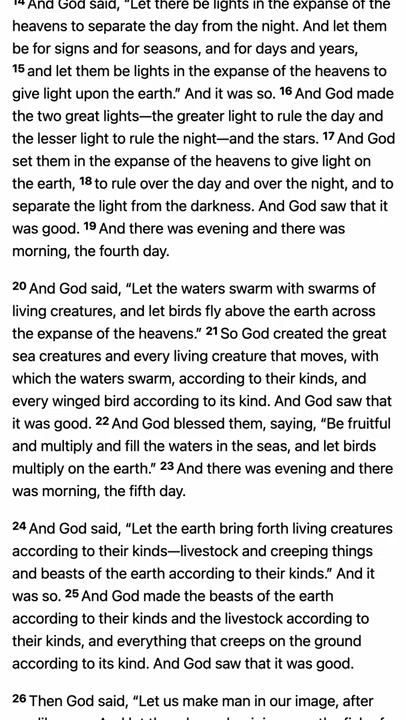 14 And God said, “Let there be lights in the expanse of the
heavens to separate the day from the night. And let them
be for signs and for seasons, and for days and years,
15 and let them be lights in the expanse of the heavens to
give light upon the earth.” And it was so. 16 And God made
the two great lights—the greater light to rule the day and
the lesser light to rule the night—and the stars. 17 And God
set them in the expanse of the heavens to give light on
the earth, 18 to rule over the day and over the night, and to
separate the light from the darkness. And God saw that it
was good. 19 And there was evening and there was
morning, the fourth day.
20 And God said, “Let the waters swarm with swarms of
living creatures, and let birds fly above the earth across
the expanse of the heavens.” 21 So God created the great
sea creatures and every living creature that moves, with
which the waters swarm, according to their kinds, and
every winged bird according to its kind. And God saw that
it was good. 22 And God blessed them, saying, “Be fruitful
and multiply and fill the waters in the seas, and let birds
multiply on the earth.” 23 And there was evening and there
was morning, the fifth day.
24 And God said, “Let the earth bring forth living creatures
according to their kinds—livestock and creeping things
and beasts of the earth according to their kinds.” And it
was so. 25 And God made the beasts of the earth
according to their kinds and the livestock according to
their kinds, and everything that creeps on the ground
according to its kind. And God saw that it was good.
26 Then God said, “Let us make man in our image, after